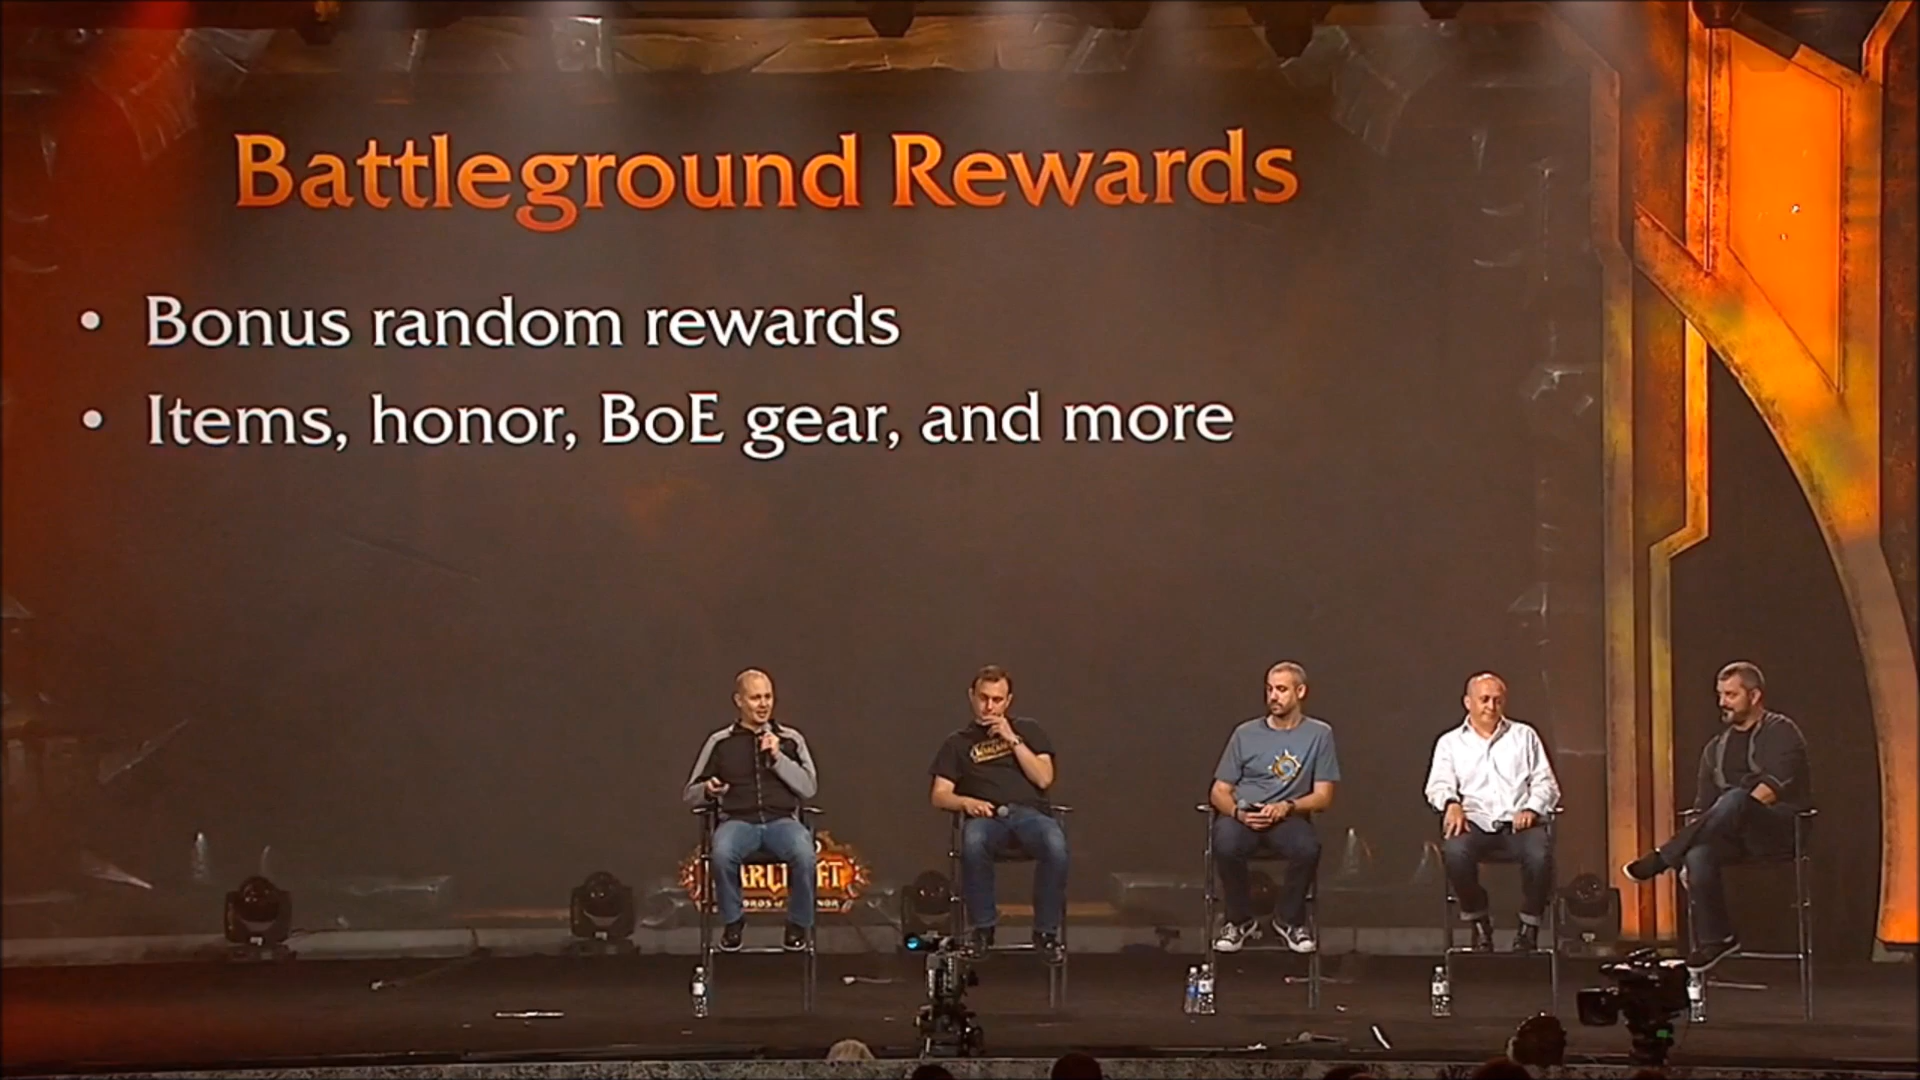 Battleground Rewards
• Bonus random rewards
• Items, honor, BoE gear, and more